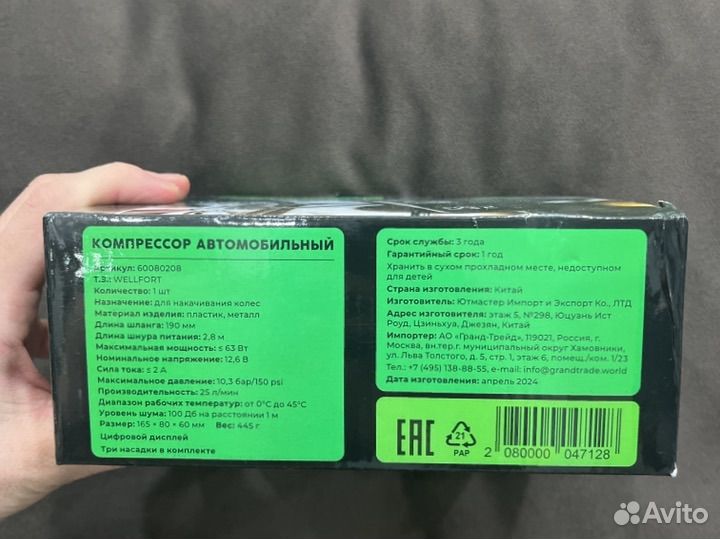 КОМПРЕССОР АВТОМОБИЛЬНЫЙ
Артикул: 60080208
Т.З.: WELLFORT
Количество: 1 шт
Назначение: для накачивания колес
Материал изделия: пластик, металл
Длина шланга: 190 мм
Длина шнура питания: 2,8 м
Максимальная мощность: ≤ 63 Вт
Номинальное напряжение: 12,6 В
Сила тока: ≤ 2 А
Максимальное давление: 10,3 бар/150 psi
Производительность: 25 л/мин
Диапазон рабочих температур: от 0°С до 45°С
Уровень шума: 100 Дб на расстоянии 1 м
Размер: 165 × 80 × 60 мм Вес: 445 г
Цифровой дисплей
Три насадки в комплекте
Срок службы: 3 года
Гарантийный срок: 1 год
Хранить в сухом прохладном месте, недоступном
для детей
Страна изготовления: Китай
Изготовитель: Ютмастер Импорт и Экспорт Ко., ЛТД
Адрес изготовителя: этаж 5, №298, Юцуань Ист
Роуд, Цзиньхуа, Джезян, Китай
Импортер: АО «Гранд-Трейд», 119021, Россия, г.
Москва, вн.тер.г. муниципальный округ Хамовники,
ул. Льва Толстого, д. 5, стр. 1, этаж 6, помещ./ком. 1/23
Тел.: +7 (495) 138-88-55, e-mail: info@grandtrade.world
Дата изготовления: апрель 2024
EAC
21
PAP
2 080000 047128
Avito